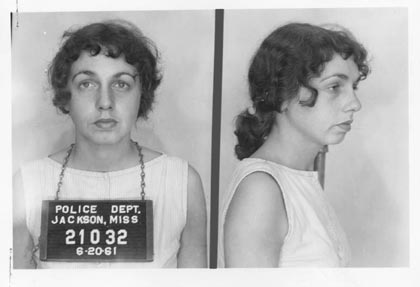 POLICE DEPT.
JACKSON, MISS
21032
6-20-61